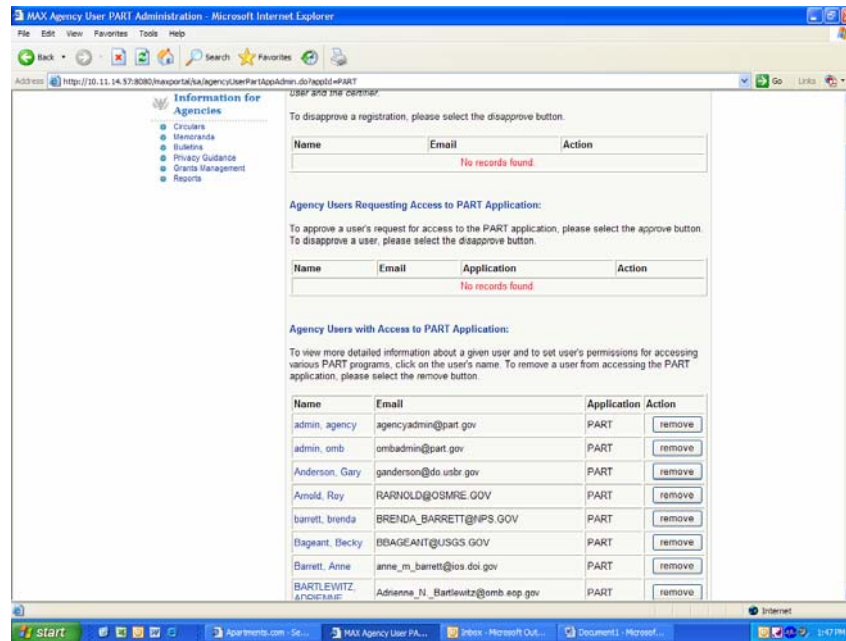 MAX Agency User PART Administration - Microsoft Internet Explorer
File Edit View Favorites Tools Help
Back Search Favorites
Address http://10.11.14.57:8080/maxportal/sa/agencyUserPartAppAdmin.do?appId=PART Go Links
Information for
Agencies
Circulars
Memoranda
Bulletins
Privacy Guidance
Grants Management
Reports
user and the certifier.
To disapprove a registration, please select the disapprove button.
Name Email Action
No records found.
Agency Users Requesting Access to PART Application:
To approve a user's request for access to the PART application, please select the approve button.
To disapprove a user, please select the disapprove button.
Name Email Application Action
No records found.
Agency Users with Access to PART Application:
To view more detailed information about a given user and to set user's permissions for accessing
various PART programs, click on the user's name. To remove a user from accessing the PART
application, please select the remove button.
Name Email Application Action
admin, agency agencyadmin@part.gov PART remove
admin, omb ombadmin@part.gov PART remove
Anderson, Gary ganderson@do.usbr.gov PART remove
Arnold, Roy RARNOLD@OSMRE.GOV PART remove
barrett, brenda BRENDA_BARRETT@NPS.GOV PART remove
Bageant, Becky BBAGEANT@USGS.GOV PART remove
Barrett, Anne anne_m_barrett@ios.doi.gov PART remove
BARTLEWITZ,
ADRIENNE Adrienne_N._Bartlewitz@omb.eop.gov PART remove
Internet
start Apartments.com - Se... MAX Agency User PA... Inbox - Microsoft Out... Document1 - Microsof... 1:47 PM